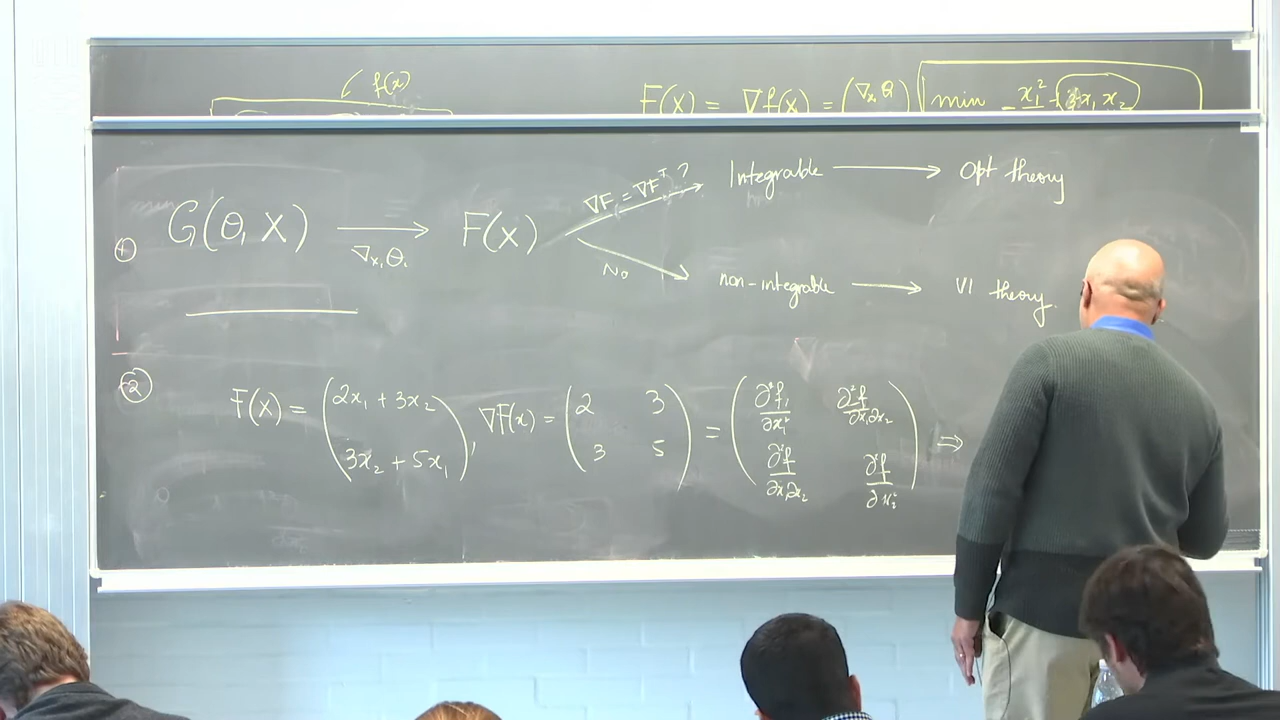 f(x)
F(x) = ∇f(x) = (∇x θ) min x₁² + 3x₁x₂
① G(θ, X) → ∇x, θ. F(X)
∇F = ∇Fᵀ ? Integrable → Opt theory
No non-integrable → VI theory.
② F(X) = (2x₁ + 3x₂
3x₂ + 5x₁), ∇F(x) = (2 3
3 5) = (∂²f₁/∂x₁² ∂²f/∂x₁∂x₂
∂²f/∂x₁∂x₂ ∂²f/∂x₂²) ⇒